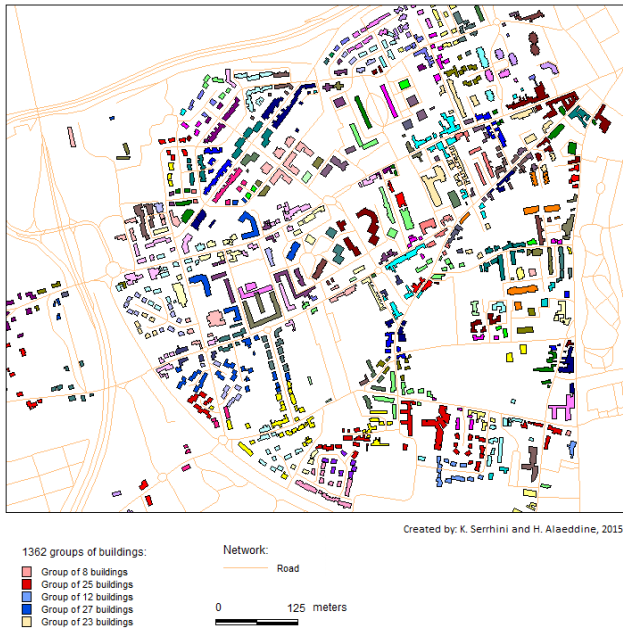 Created by: K. Serrhini and H. Alaeddine, 2015
1362 groups of buildings:
Group of 8 buildings
Group of 25 buildings
Group of 12 buildings
Group of 27 buildings
Group of 23 buildings
Network:
Road
0 125 meters